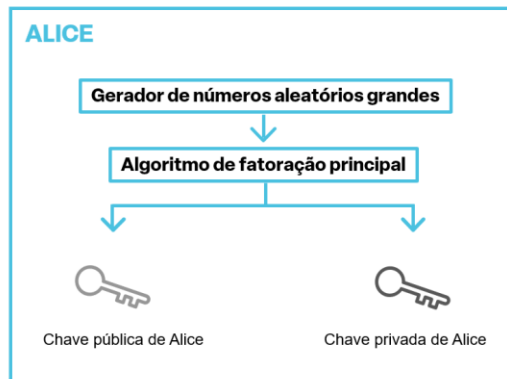 ALICE
Gerador de números aleatórios grandes
Algoritmo de fatoração principal
Chave pública de Alice
Chave privada de Alice